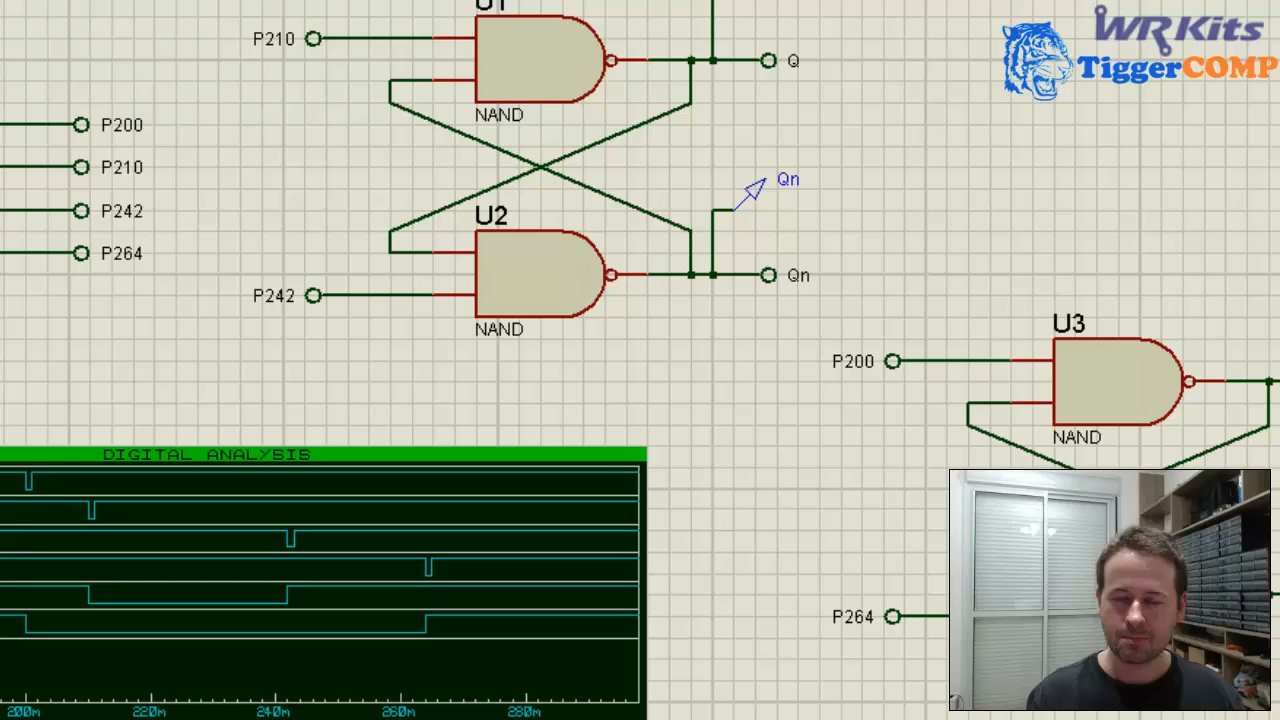 U1
P210
Q
NAND
WRKits
TiggerCOMP
P200
P210
P242
P264
Qn
U2
P242
Qn
NAND
U3
P200
NAND
DIGITAL ANALYSIS
P264
200m 220m 240m 260m 280m